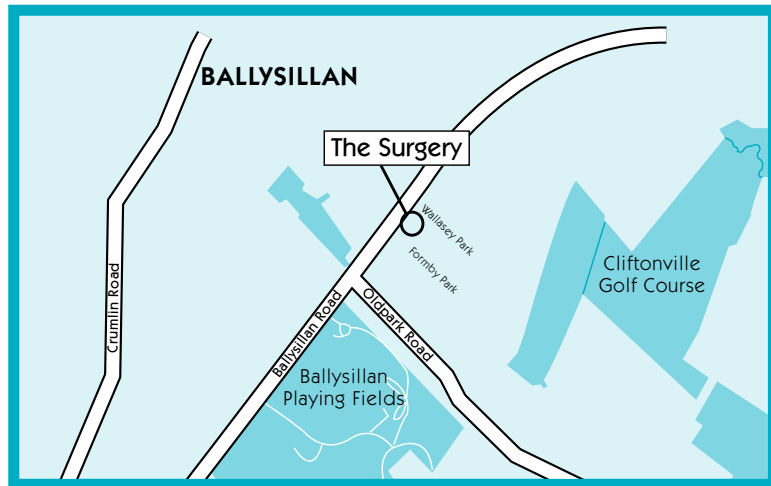 BALLYSILLAN
The Surgery
Wallasey Park
Formby Park
Cliftonville
Golf Course
Crumlin Road
Ballysillan Road
Oldpark Road
Ballysillan
Playing Fields